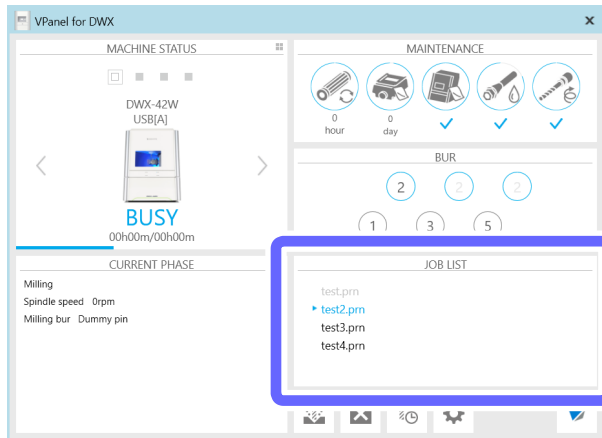 VPanel for DWX
MACHINE STATUS
DWX-42W
USB[A]
BUSY
00h00m/00h00m
MAINTENANCE
0
hour
0
day
BUR
2
2
2
1
3
5
CURRENT PHASE
Milling
Spindle speed 0rpm
Milling bur Dummy pin
JOB LIST
test.prn
test2.prn
test3.prn
test4.prn